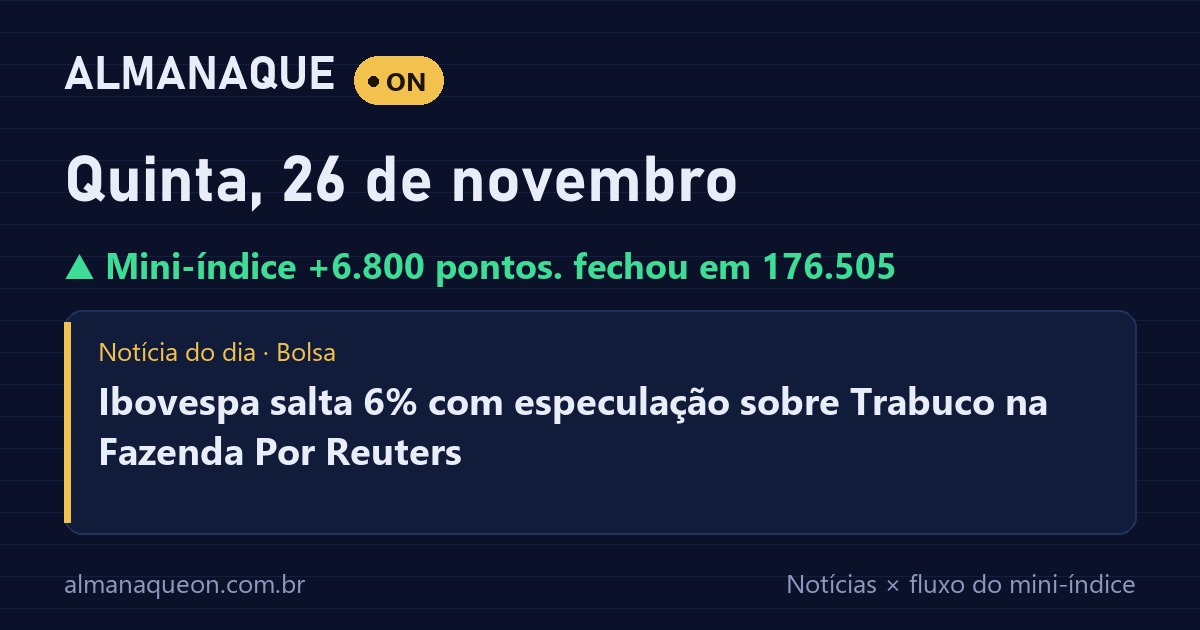 ALMANAQUE • ON
Quinta, 26 de novembro
▲ Mini-índice +6.800 pontos. fechou em 176.505
Notícia do dia · Bolsa
Ibovespa salta 6% com especulação sobre Trabuco na
Fazenda Por Reuters
almanaqueon.com.br
Notícias × fluxo do mini-índice